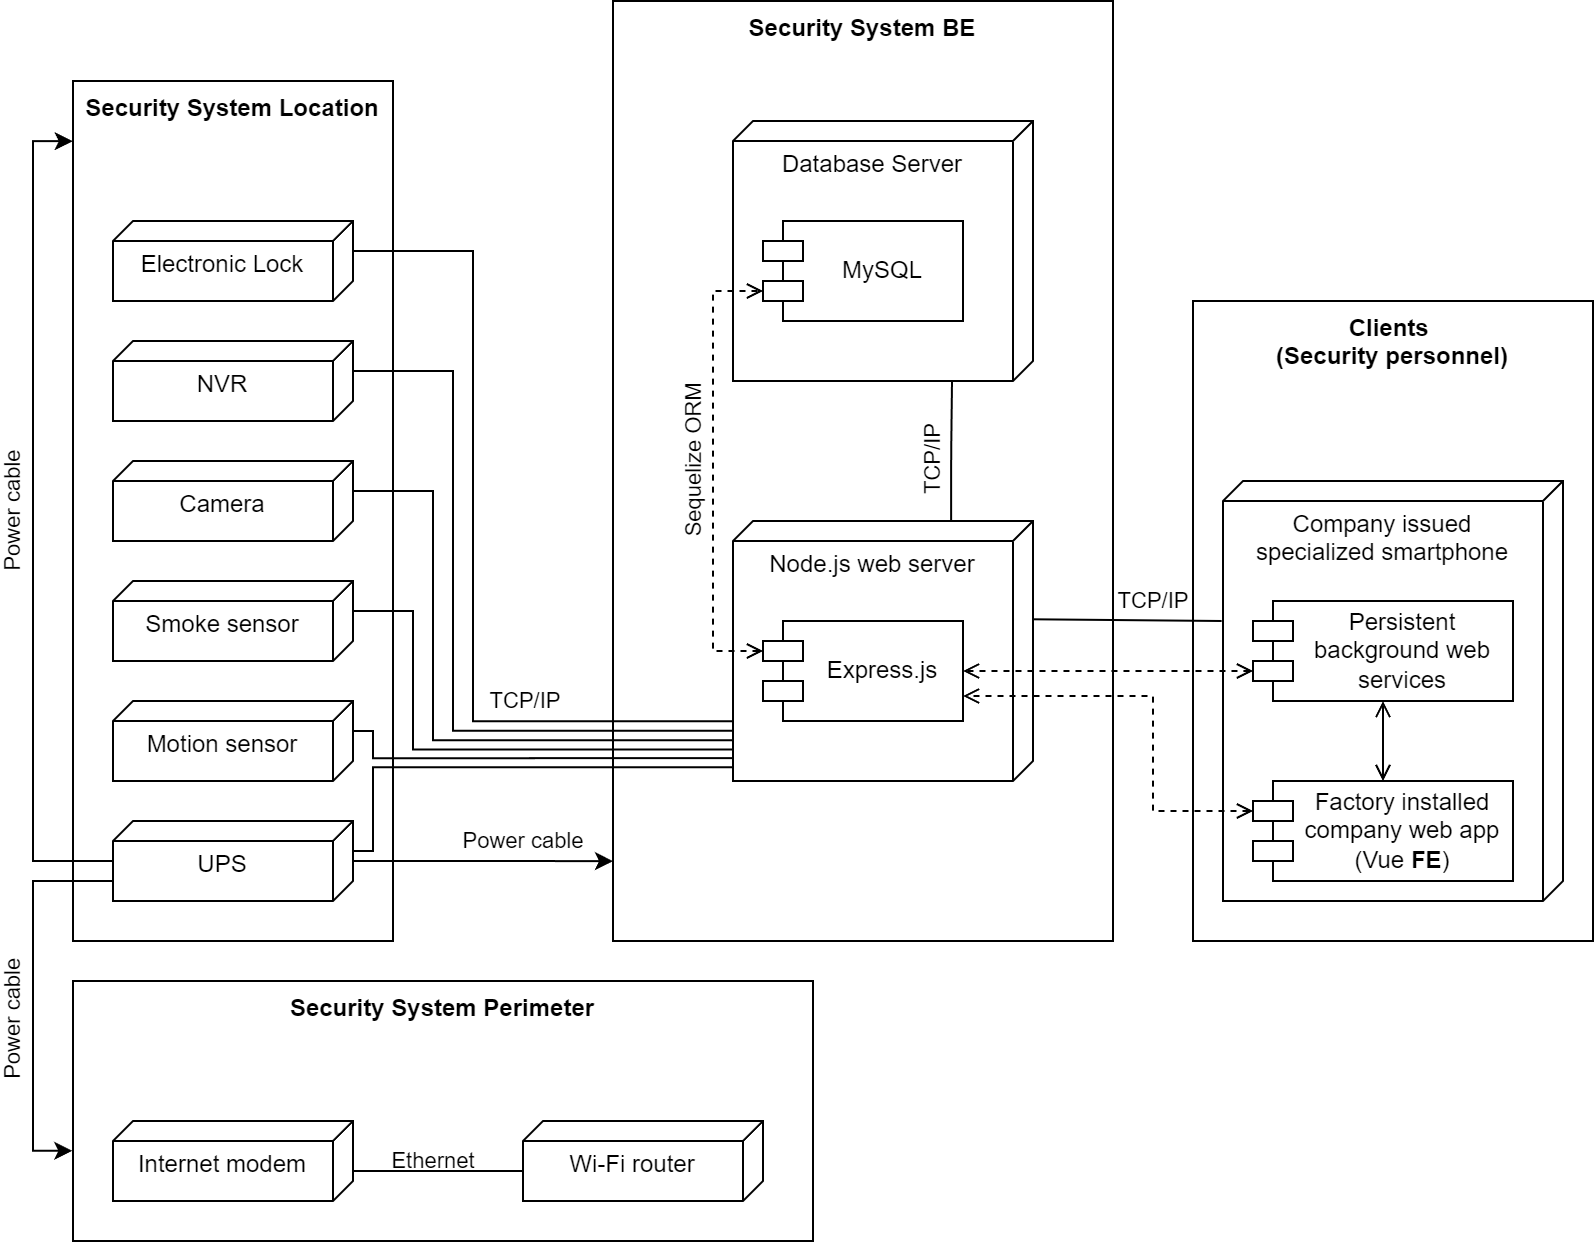 Security System BE
Security System Location
Database Server
MySQL
Electronic Lock
NVR
Camera
Smoke sensor
Motion sensor
UPS
Power cable
Sequelize ORM
TCP/IP
Node.js web server
Express.js
TCP/IP
Power cable
TCP/IP
Clients
(Security personnel)
Company issued
specialized smartphone
Persistent
background web
services
Factory installed
company web app
(Vue FE)
Power cable
Security System Perimeter
Internet modem
Ethernet
Wi-Fi router